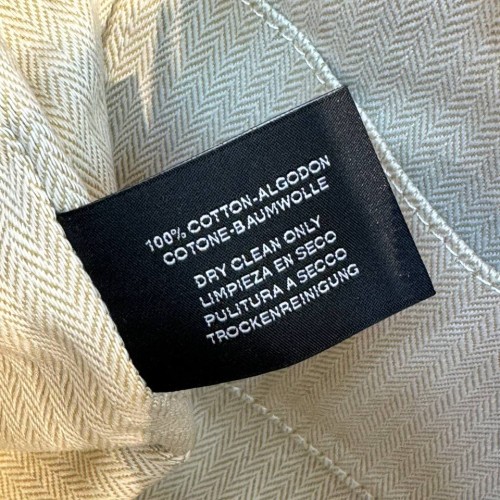 100% COTTON-ALGODON
COTONE-BAUMWOLLE
DRY CLEAN ONLY
LIMPIEZA EN SECO
PULITURA A SECCO
TROCKENREINIGUNG